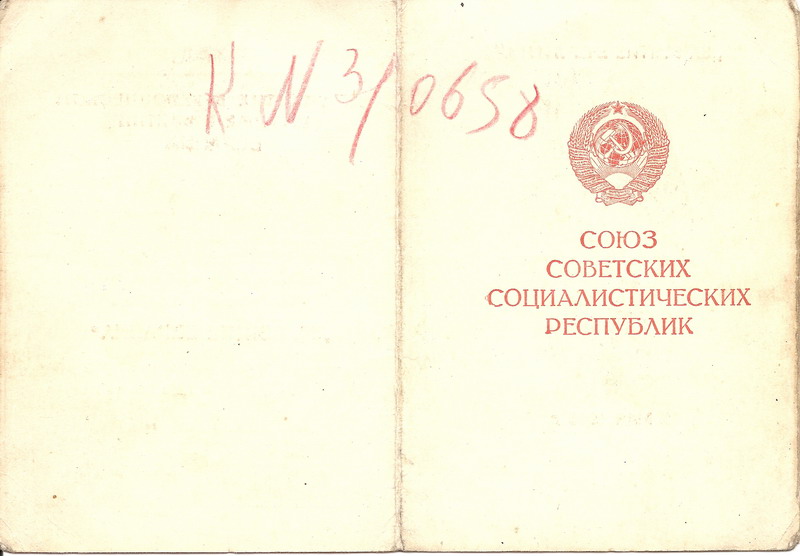 К N 3/0658
СОЮЗ
СОВЕТСКИХ
СОЦИАЛИСТИЧЕСКИХ
РЕСПУБЛИК